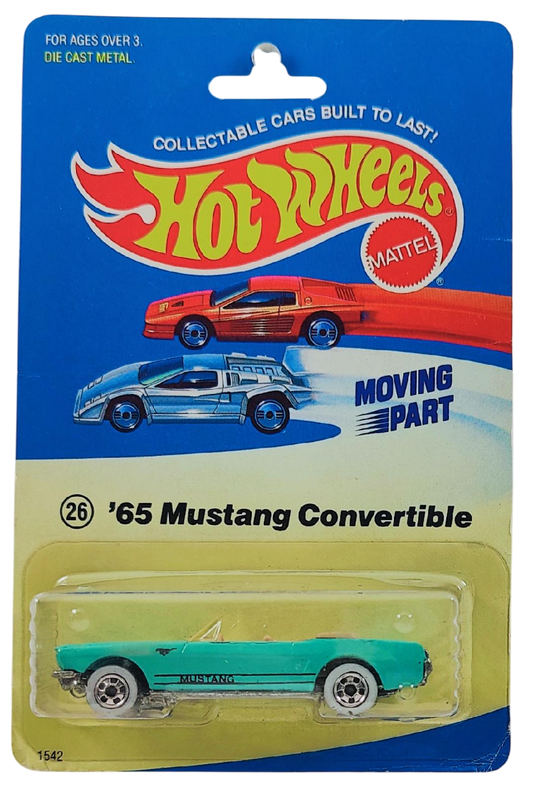 FOR AGES OVER 3.
DIE CAST METAL.
COLLECTABLE CARS BUILT TO LAST!
HOT WHEELS®
MATTEL®
MOVING
PART
26 '65 Mustang Convertible
MUSTANG
1542